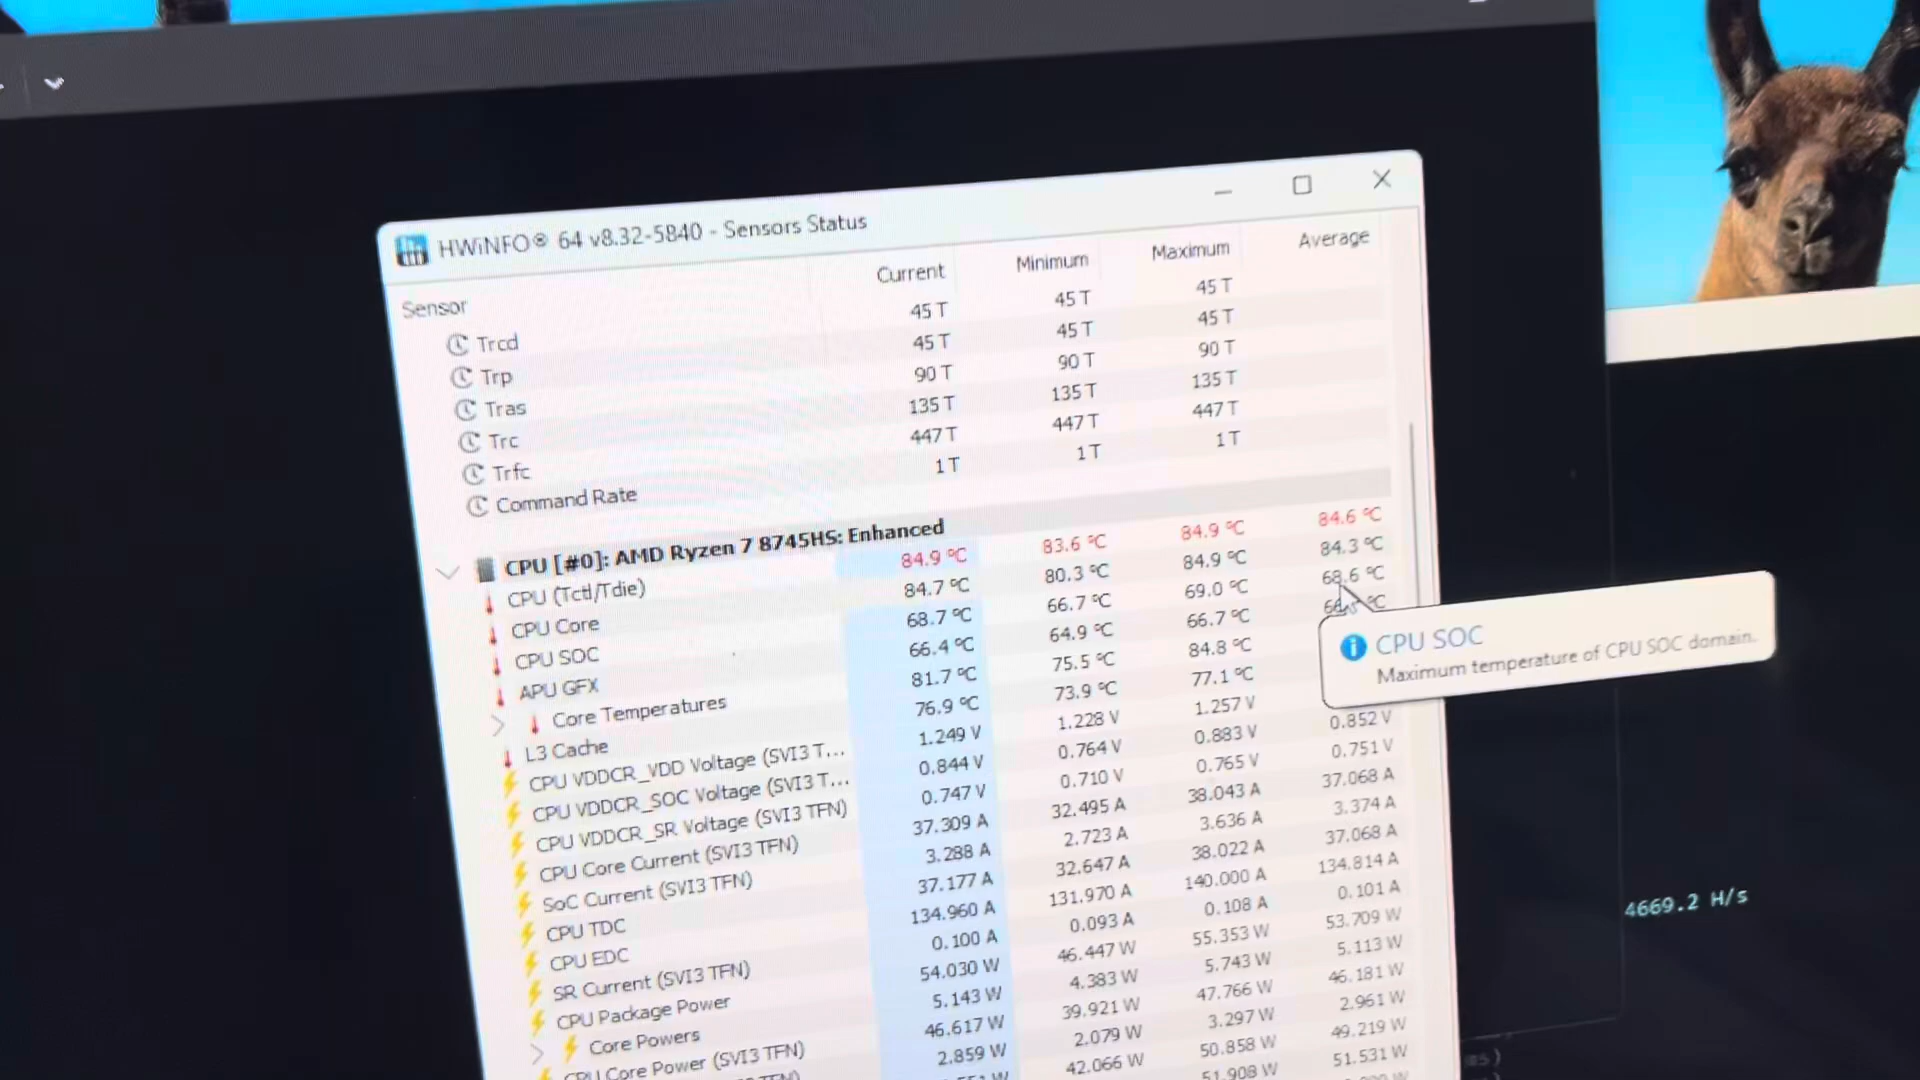 HWiNFO® 64 v8.32-5840 - Sensors Status
Sensor Current Minimum Maximum Average
Trcd 45 T 45 T 45 T
Trp 45 T 45 T 45 T
Tras 90 T 90 T 90 T
Trc 135 T 135 T 135 T
Trfc 447 T 447 T 447 T
Command Rate 1 T 1 T 1 T
CPU [#0]: AMD Ryzen 7 8745HS: Enhanced
CPU (Tctl/Tdie) 84.9 °C 83.6 °C 84.9 °C 84.6 °C
CPU Core 84.7 °C 80.3 °C 84.9 °C 84.3 °C
CPU SOC 68.7 °C 66.7 °C 69.0 °C 68.6 °C
APU GFX 66.4 °C 64.9 °C 66.7 °C
Core Temperatures 81.7 °C 75.5 °C 84.8 °C
L3 Cache 76.9 °C 73.9 °C 77.1 °C
CPU VDDCR_VDD Voltage (SVI3 T... 1.249 V 1.228 V 1.257 V
CPU VDDCR_SOC Voltage (SVI3 T... 0.844 V 0.764 V 0.883 V 0.852 V
CPU VDDCR_SR Voltage (SVI3 TFN) 0.747 V 0.710 V 0.765 V 0.751 V
CPU Core Current (SVI3 TFN) 37.309 A 32.495 A 38.043 A 37.068 A
SoC Current (SVI3 TFN) 3.288 A 2.723 A 3.636 A 3.374 A
CPU TDC 37.177 A 32.647 A 38.022 A 37.068 A
CPU EDC 134.960 A 131.970 A 140.000 A 134.814 A
SR Current (SVI3 TFN) 0.100 A 0.093 A 0.108 A 0.101 A
CPU Package Power 54.030 W 46.447 W 55.353 W 53.709 W
Core Powers 5.143 W 4.383 W 5.743 W 5.113 W
CPU Core Power (SVI3 TFN) 46.617 W 39.921 W 47.766 W 46.181 W
2.859 W 2.079 W 3.297 W 2.961 W
42.066 W 50.858 W 49.219 W
51.908 W 51.531 W
CPU SOC
Maximum temperature of CPU SOC domain.
4669.2 H/s